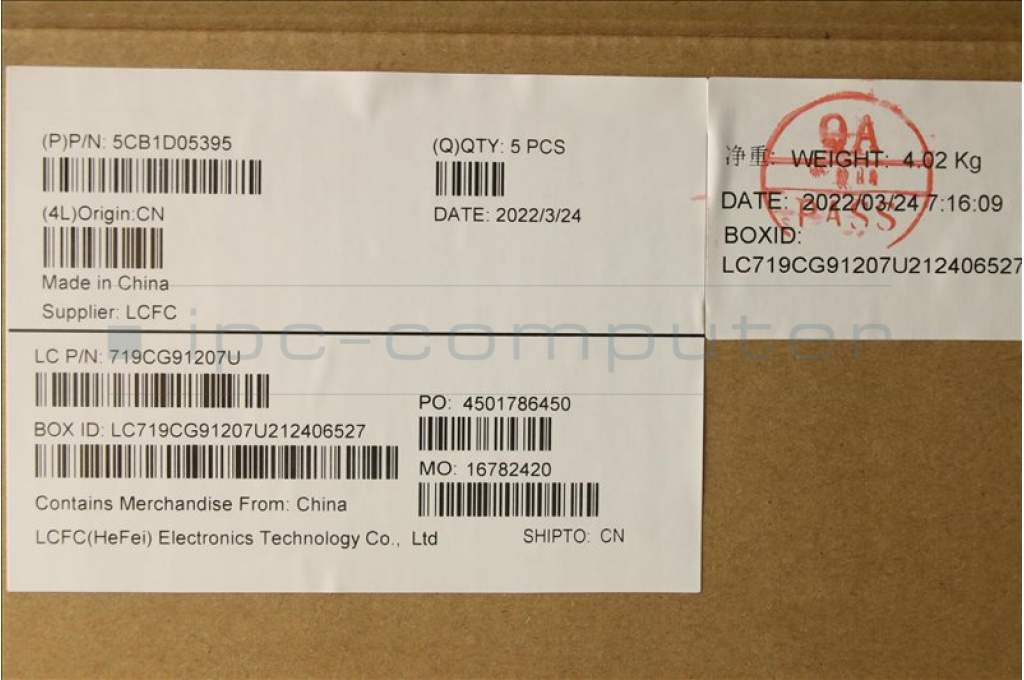 (P)P/N: 5CB1D05395
(Q)QTY: 5 PCS
(4L)Origin:CN
DATE: 2022/3/24
Made in China
Supplier: LCFC
LC P/N: 719CG91207U
BOX ID: LC719CG91207U212406527
PO: 4501786450
MO: 16782420
Contains Merchandise From: China
LCFC(HeFei) Electronics Technology Co., Ltd
SHIPTO: CN
QA
净重: WEIGHT: 4.02 Kg
DATE: 2022/03/24 7:16:09
PASS
BOXID:
LC719CG91207U212406527
ipc-computer